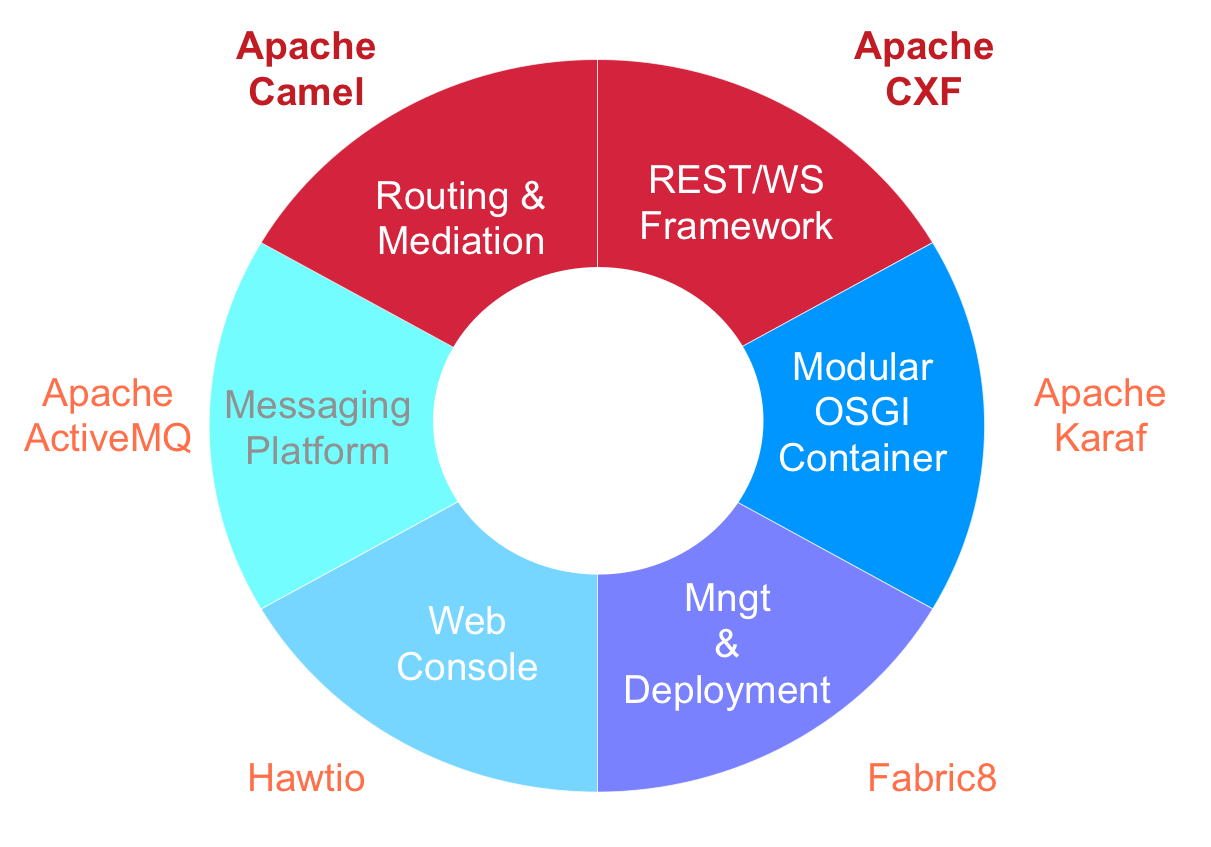 Apache
Camel
Apache
CXF
Routing &
Mediation
REST/WS
Framework
Apache
ActiveMQ
Messaging
Platform
Modular
OSGI
Container
Apache
Karaf
Web
Console
Mngt
&
Deployment
Hawtio
Fabric8